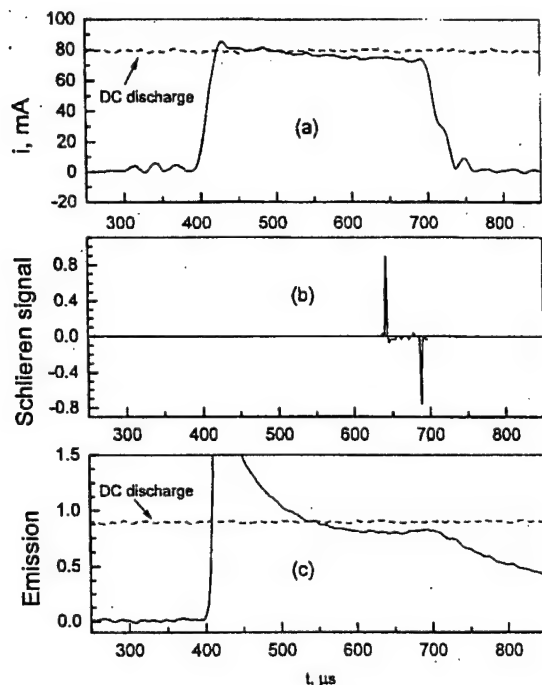 100
80
60
40
20
0
-20
i, mA
DC discharge
(a)
300 400 500 600 700 800
0.8
0.4
0.0
-0.4
-0.8
Schlieren signal
(b)
300 400 500 600 700 800
1.5
1.0
0.5
0.0
Emission
DC discharge
(c)
300 400 500 600 700 800
t, μs